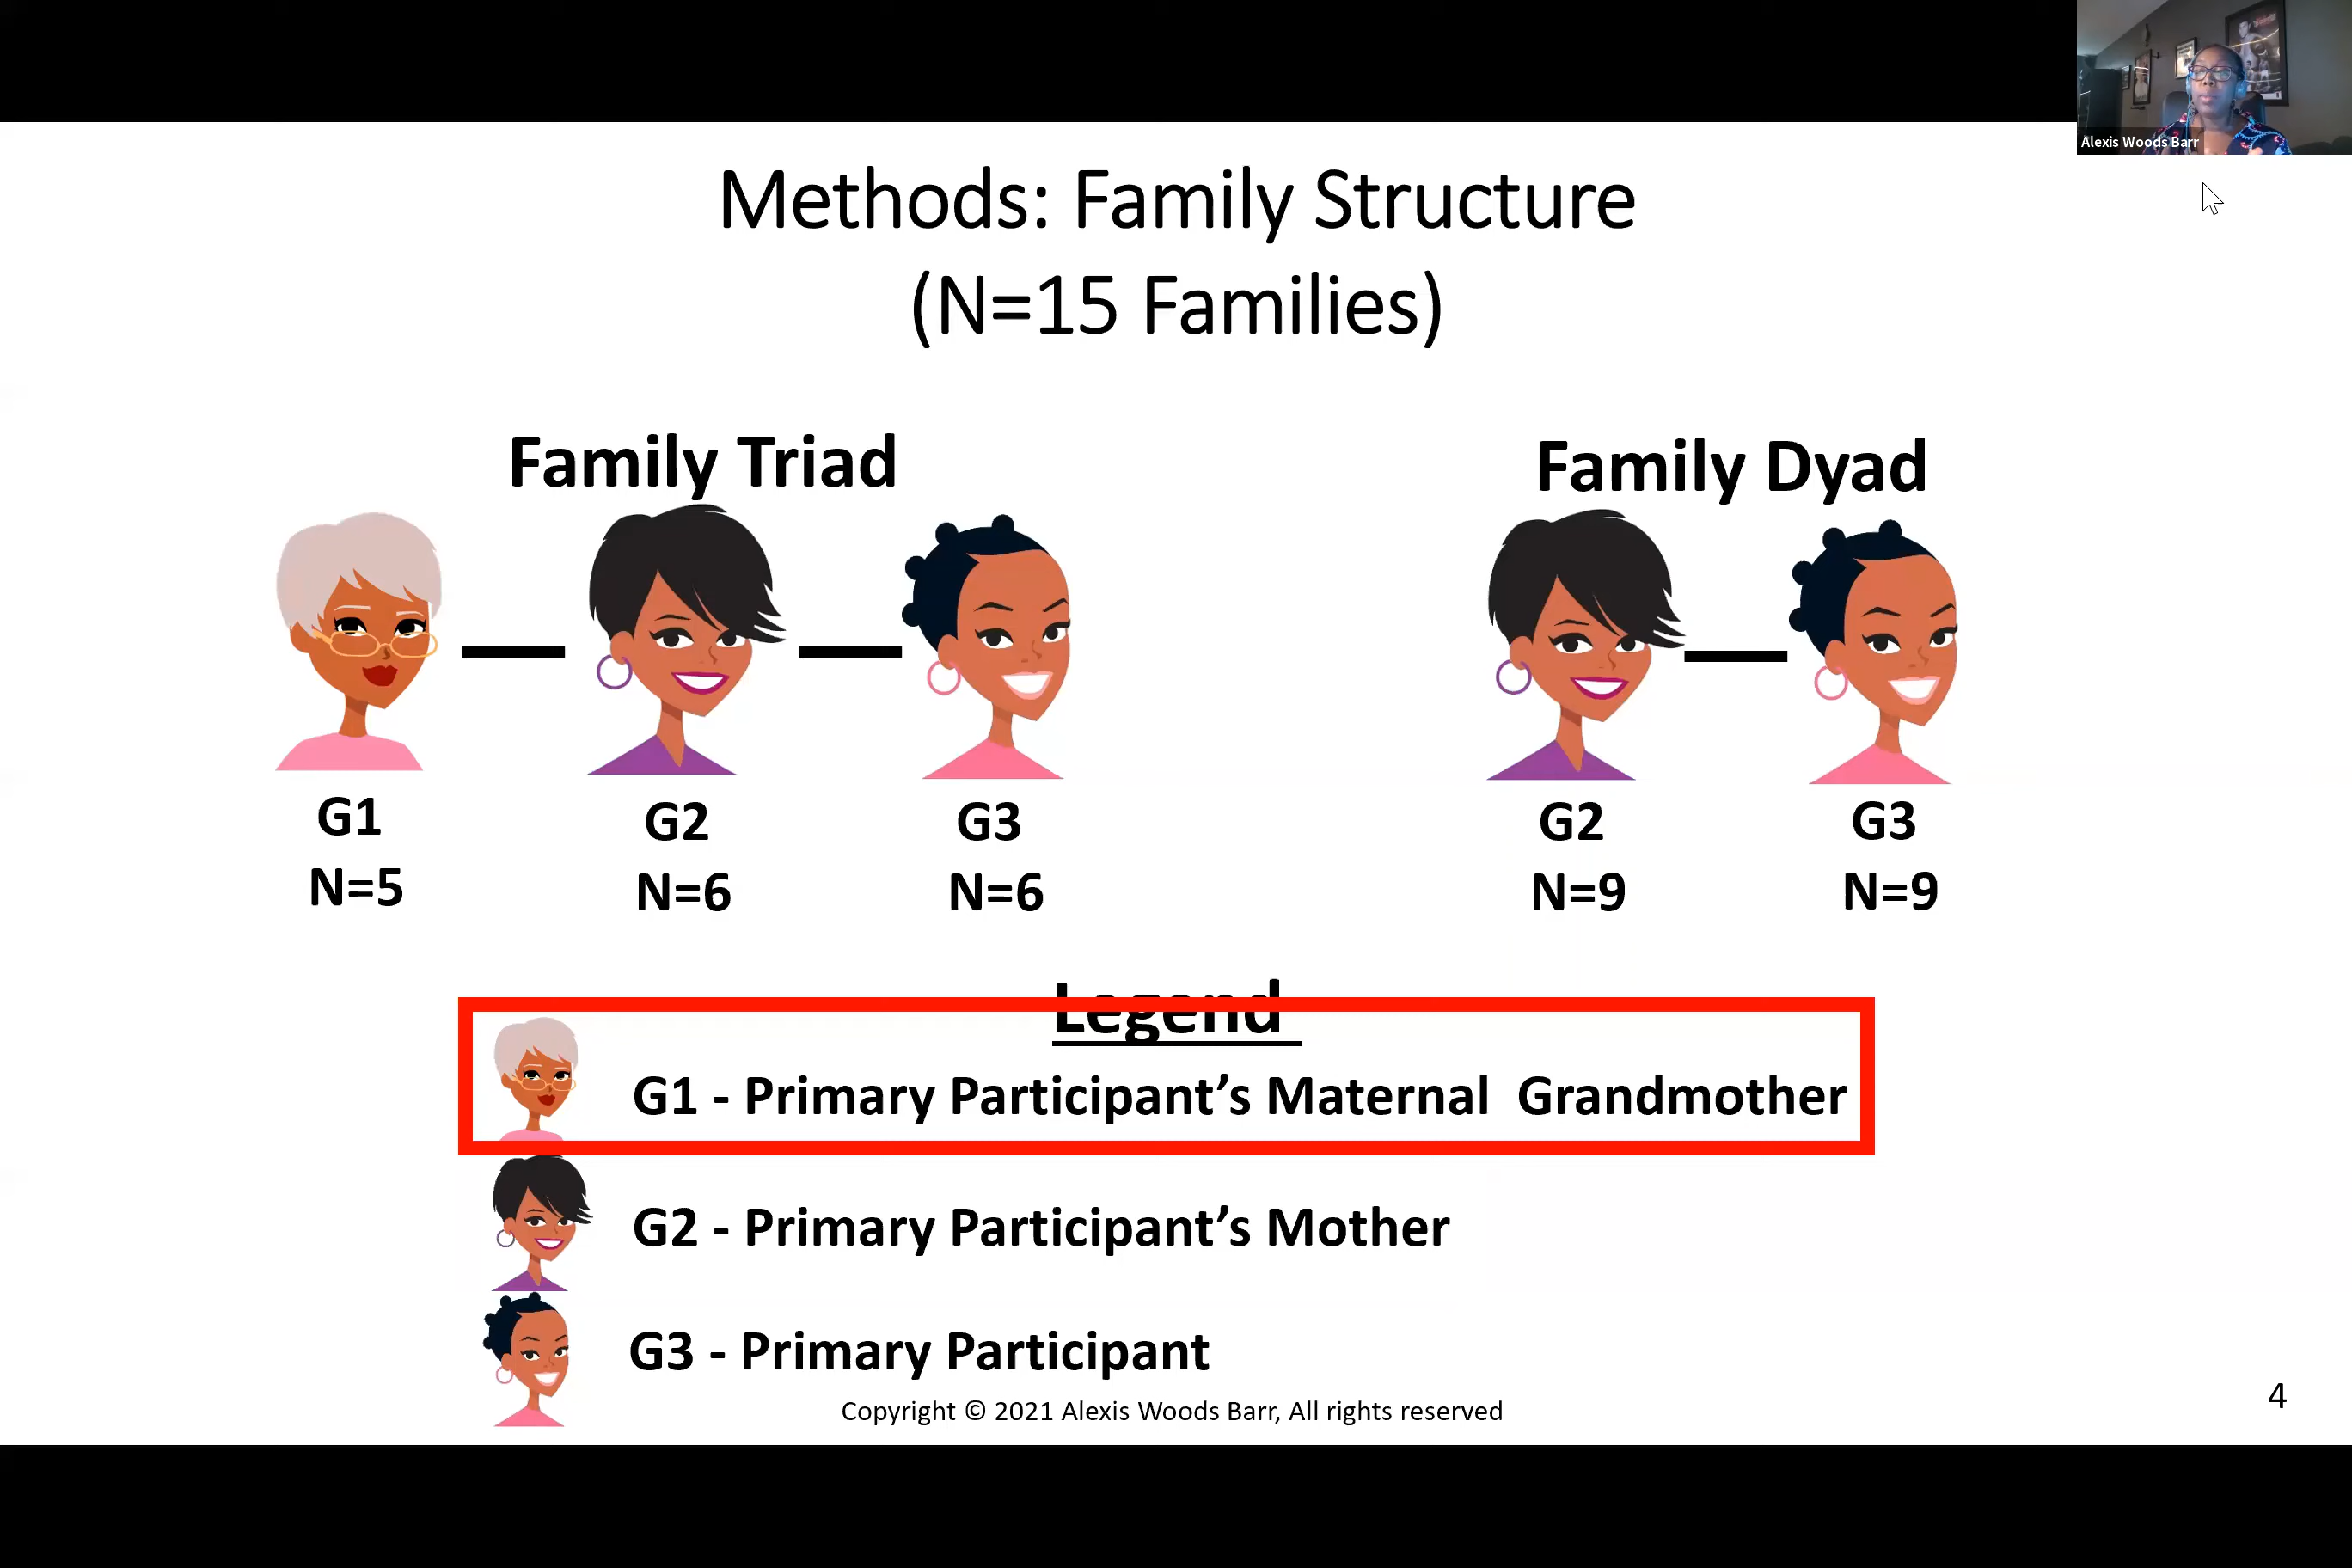 Alexis Woods Barr
Methods: Family Structure
(N=15 Families)
Family Triad
Family Dyad
G1
G2
G3
G2
G3
N=5
N=6
N=6
N=9
N=9
Legend
G1 - Primary Participant’s Maternal  Grandmother
G2 - Primary Participant’s Mother
G3 - Primary Participant
Copyright © 2021 Alexis Woods Barr, All rights reserved
4